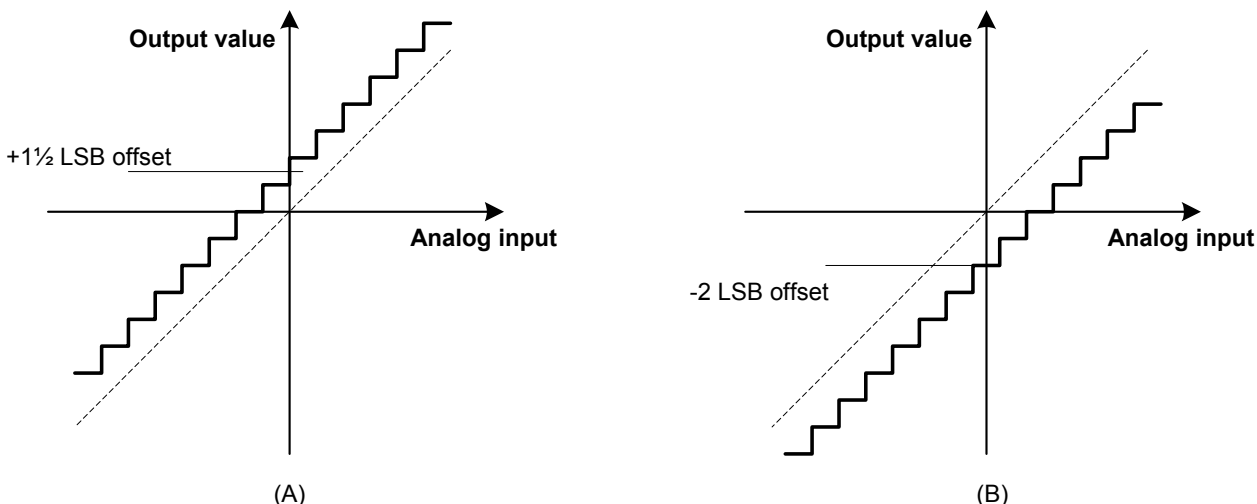 Output value
+1½ LSB offset
Analog input
(A)
Output value
-2 LSB offset
Analog input
(B)